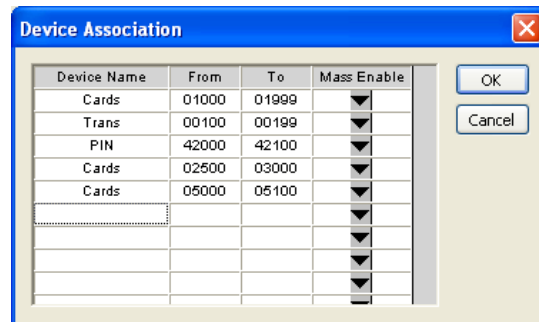 Device Association
Device Name From To Mass Enable
OK
Cards 01000 01999
Trans 00100 00199
Cancel
PIN 42000 42100
Cards 02500 03000
Cards 05000 05100